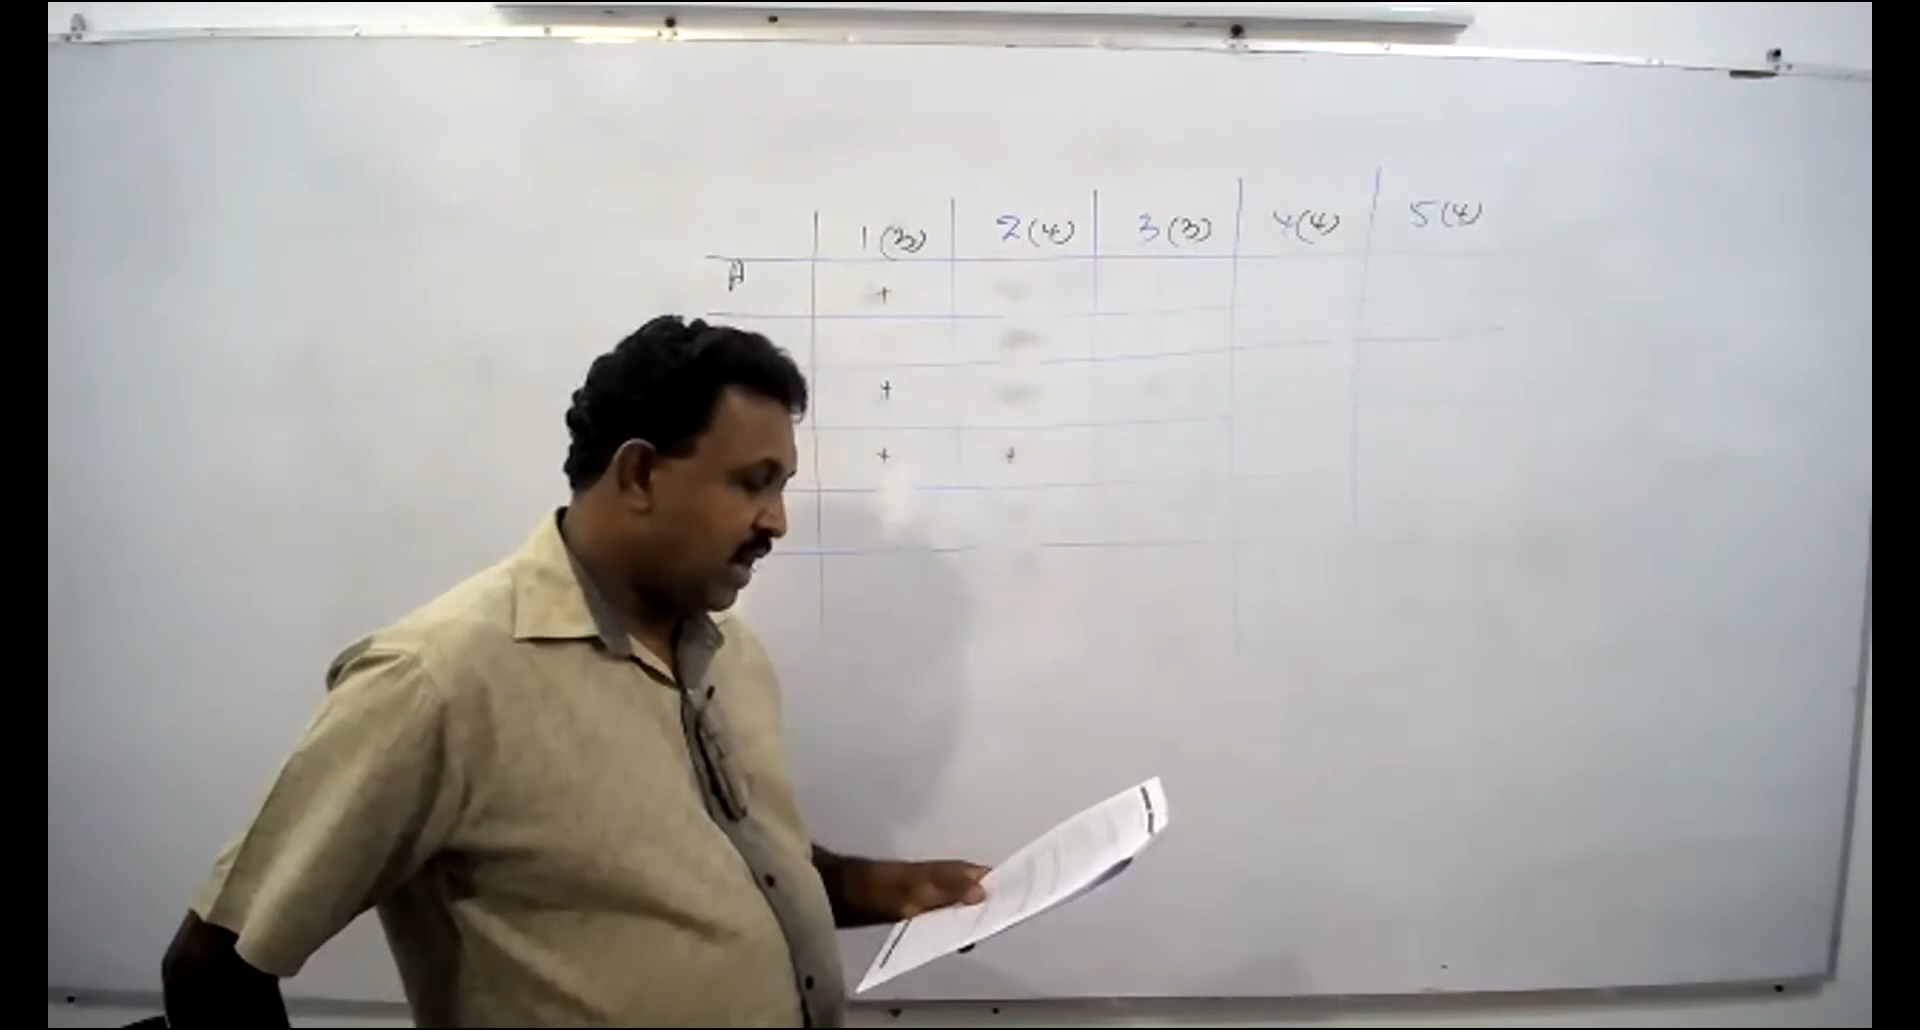 1 (3) 2 (4) 3 (3) 4 (4) 5 (4)
A +
+
+ +